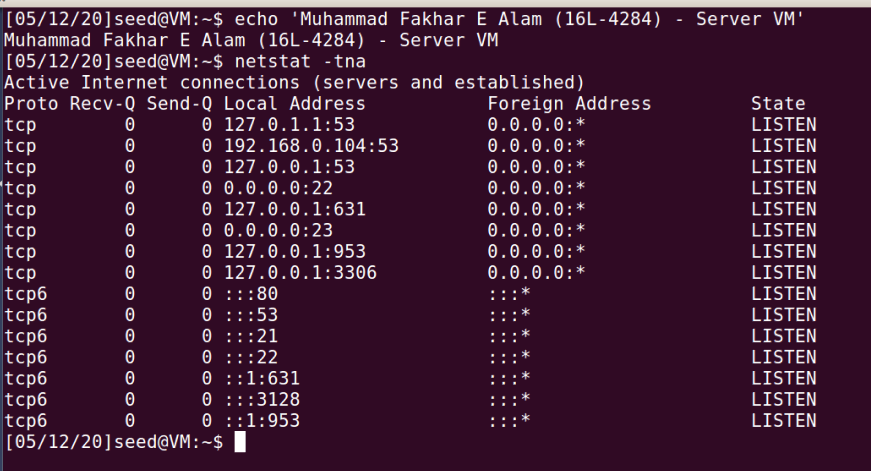 [05/12/20]seed@VM:~$ echo 'Muhammad Fakhar E Alam (16L-4284) - Server VM'
Muhammad Fakhar E Alam (16L-4284) - Server VM
[05/12/20]seed@VM:~$ netstat -tna
Active Internet connections (servers and established)
Proto Recv-Q Send-Q Local Address           Foreign Address         State
tcp        0      0 127.0.1.1:53            0.0.0.0:*               LISTEN
tcp        0      0 192.168.0.104:53        0.0.0.0:*               LISTEN
tcp        0      0 127.0.0.1:53            0.0.0.0:*               LISTEN
tcp        0      0 0.0.0.0:22              0.0.0.0:*               LISTEN
tcp        0      0 127.0.0.1:631           0.0.0.0:*               LISTEN
tcp        0      0 0.0.0.0:23              0.0.0.0:*               LISTEN
tcp        0      0 127.0.0.1:953           0.0.0.0:*               LISTEN
tcp        0      0 127.0.0.1:3306          0.0.0.0:*               LISTEN
tcp6       0      0 :::80                   :::*                    LISTEN
tcp6       0      0 :::53                   :::*                    LISTEN
tcp6       0      0 :::21                   :::*                    LISTEN
tcp6       0      0 :::22                   :::*                    LISTEN
tcp6       0      0 ::1:631                 :::*                    LISTEN
tcp6       0      0 :::3128                 :::*                    LISTEN
tcp6       0      0 ::1:953                 :::*                    LISTEN
[05/12/20]seed@VM:~$